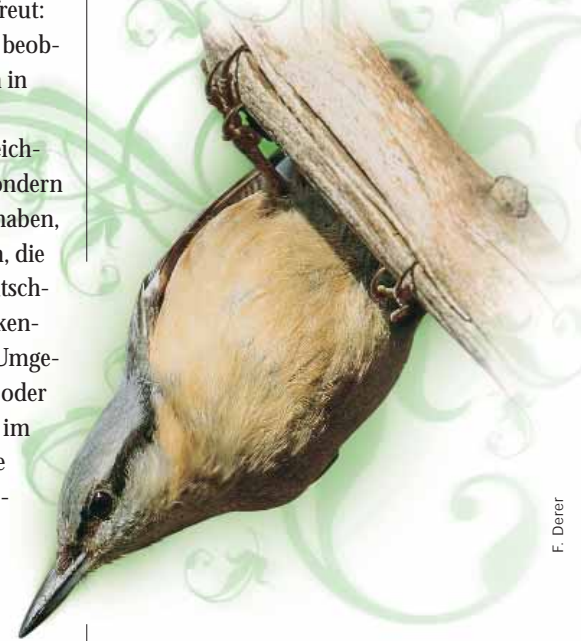 reut:
beob-
in
eich-
ondern
haben,
, die
tsch-
ken-
Umge-
oder
im
e
-
F. Derer